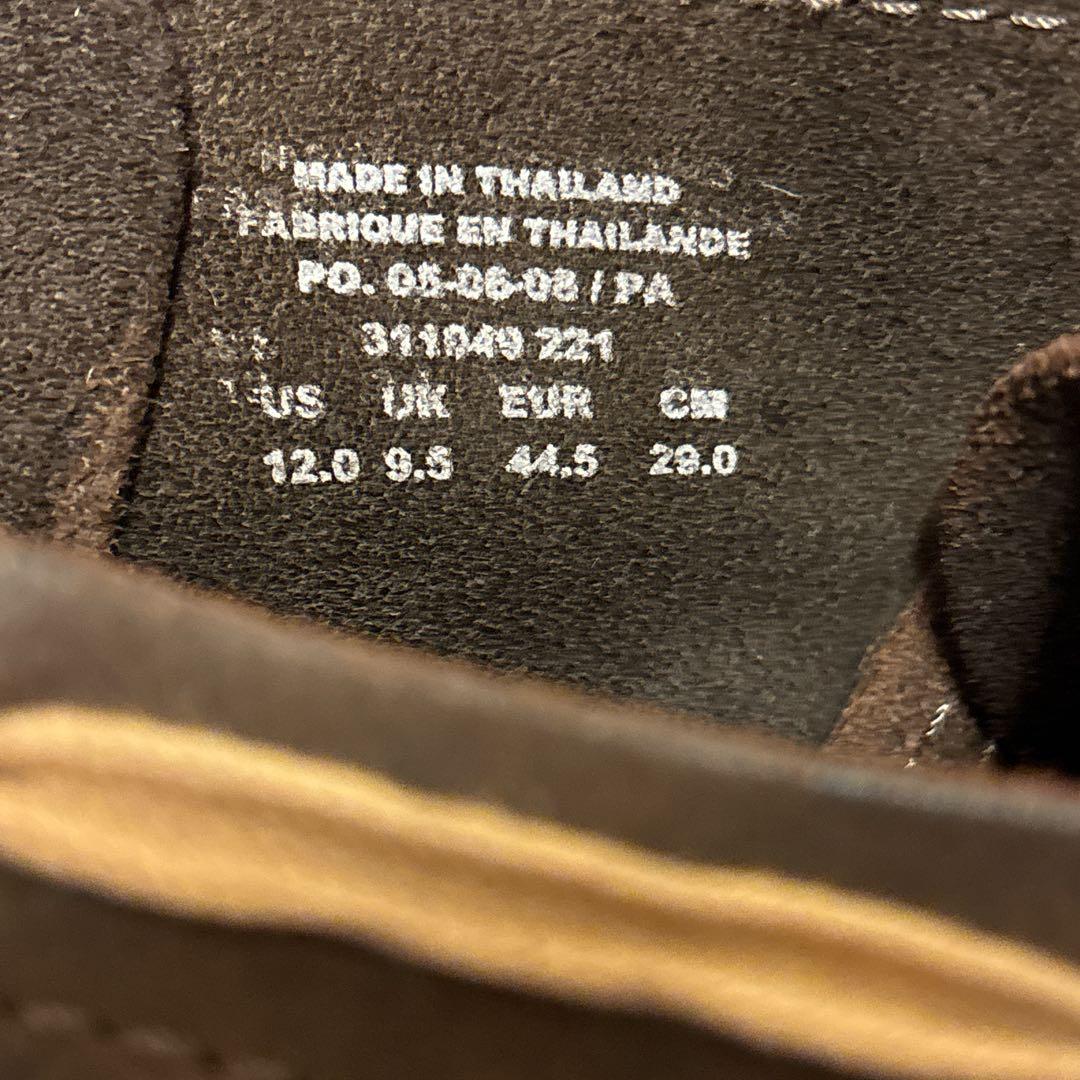 MADE IN THAILAND
FABRIQUE EN THAILANDE
PO. 05-06-08 / PA
311949 221
US UK EUR CM
12.0 9.5 44.5 29.0